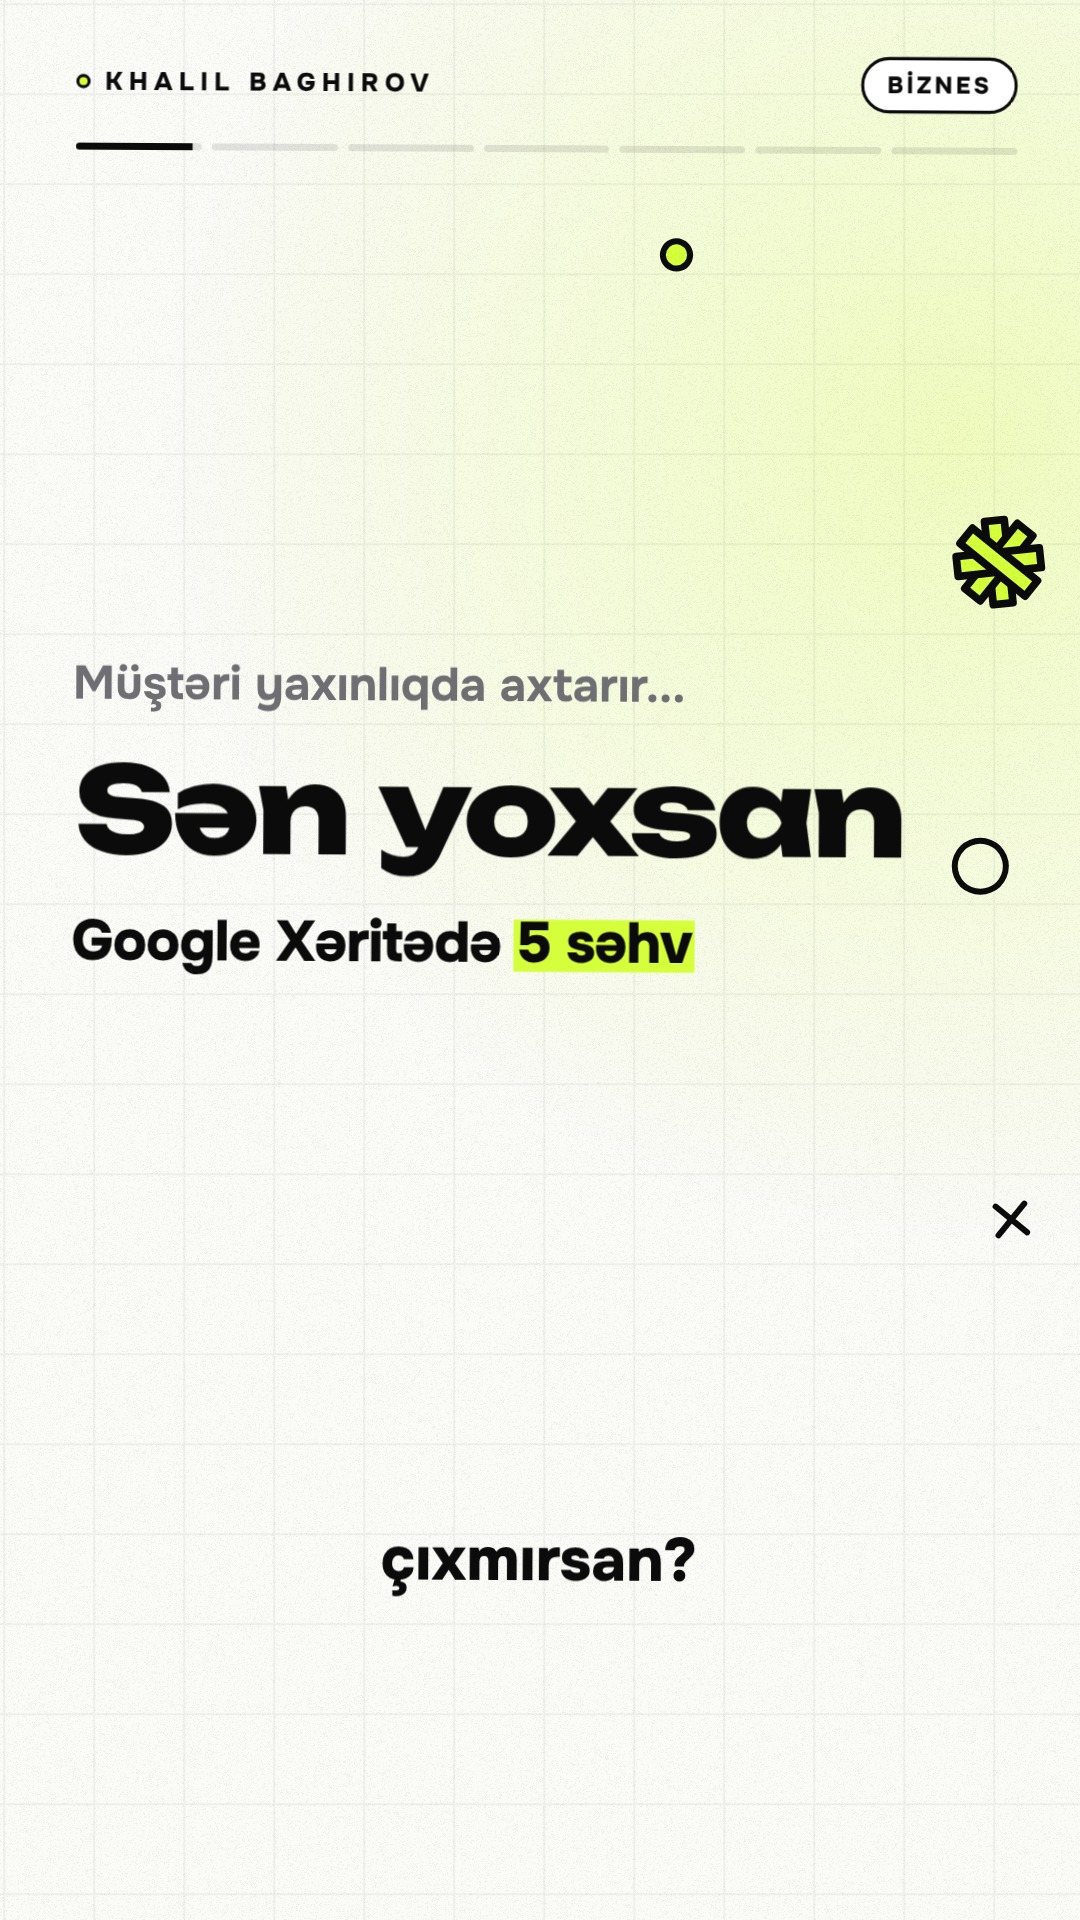 KHALIL BAGHIROV
BİZNES
Müştəri yaxınlıqda axtarır...
Sən yoxsan
Google Xəritədə 5 səhv
çıxmırsan?